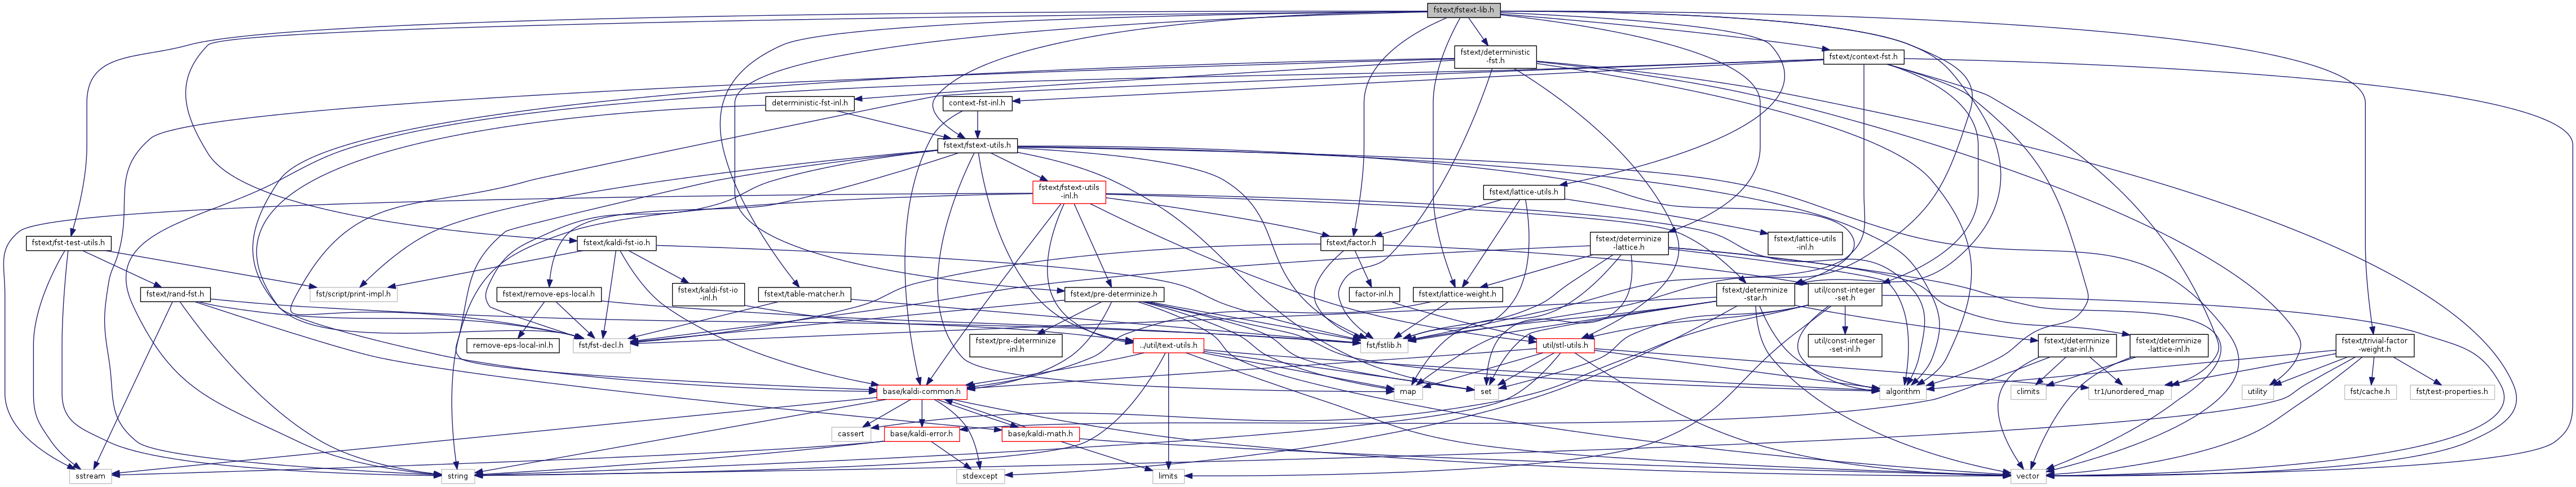 fstext/fstext-lib.h
fstext/deterministic
-fst.h
fstext/context-fst.h
deterministic-fst-inl.h
context-fst-inl.h
fstext/fstext-utils.h
fstext/fstext-utils
-inl.h
fstext/lattice-utils.h
fstext/fst-test-utils.h
fstext/kaldi-fst-io.h
fstext/factor.h
fstext/determinize
-lattice.h
fstext/lattice-utils
-inl.h
fstext/rand-fst.h
fst/script/print-impl.h
fstext/remove-eps-local.h
fstext/kaldi-fst-io
-inl.h
fstext/table-matcher.h
fstext/pre-determinize.h
factor-inl.h
fstext/lattice-weight.h
fstext/determinize
-star.h
util/const-integer
-set.h
remove-eps-local-inl.h
fst/fst-decl.h
fstext/pre-determinize
-inl.h
../util/text-utils.h
fst/fstlib.h
util/stl-utils.h
util/const-integer
-set-inl.h
fstext/determinize
-star-inl.h
fstext/determinize
-lattice-inl.h
fstext/trivial-factor
-weight.h
base/kaldi-common.h
map
set
algorithm
climits
tr1/unordered_map
utility
fst/cache.h
fst/test-properties.h
cassert
base/kaldi-error.h
base/kaldi-math.h
sstream
string
stdexcept
limits
vector